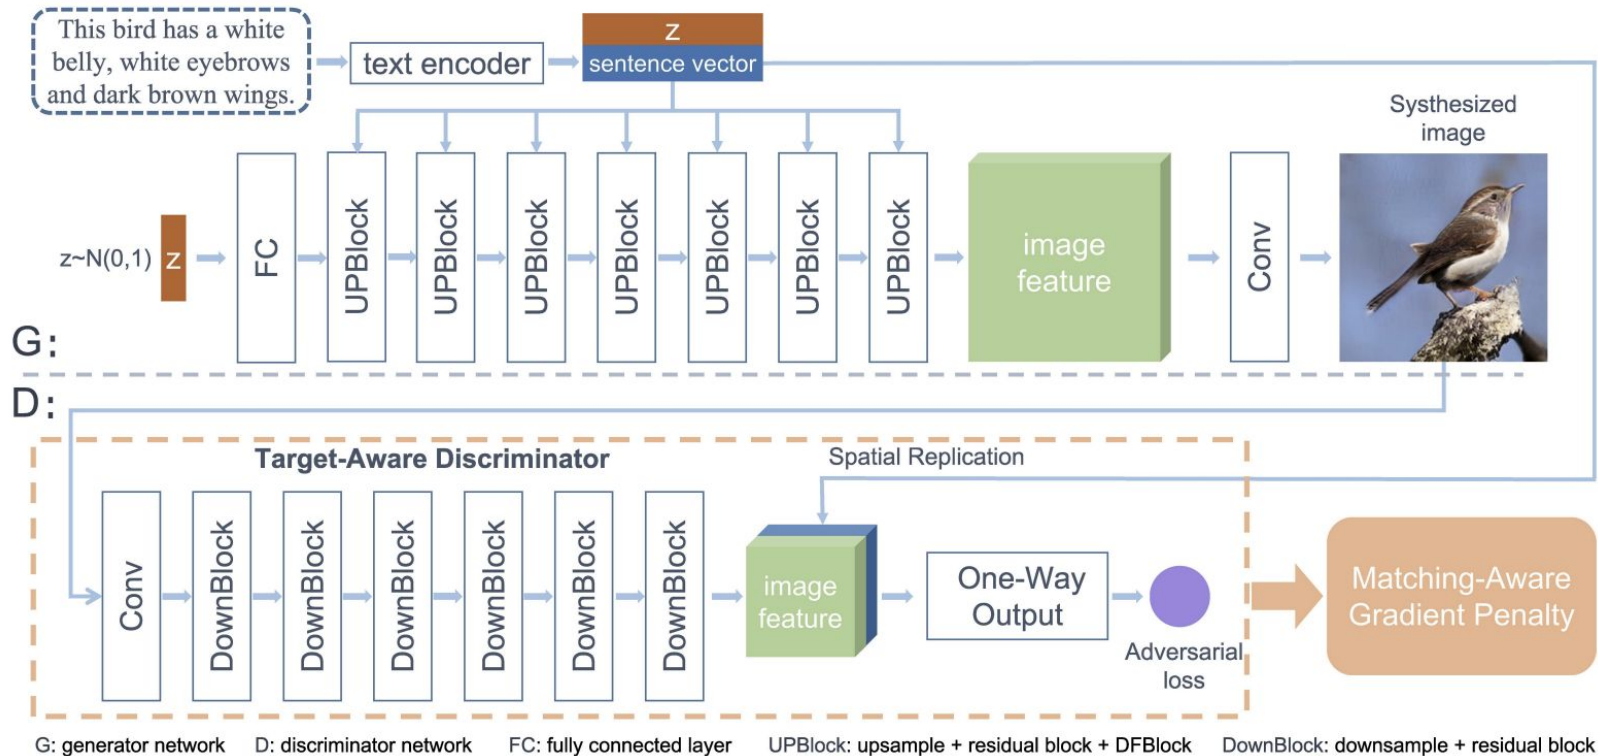 This bird has a white
belly, white eyebrows
and dark brown wings.
text encoder
z
sentence vector
Systhesized
image
z~N(0,1)
z
FC
UPBlock
UPBlock
UPBlock
UPBlock
UPBlock
UPBlock
UPBlock
image
feature
Conv
G:
D:
Target-Aware Discriminator
Spatial Replication
Conv
DownBlock
DownBlock
DownBlock
DownBlock
DownBlock
DownBlock
image
feature
One-Way
Output
Adversarial
loss
Matching-Aware
Gradient Penalty
G: generator network D: discriminator network FC: fully connected layer UPBlock: upsample + residual block + DFBlock DownBlock: downsample + residual block